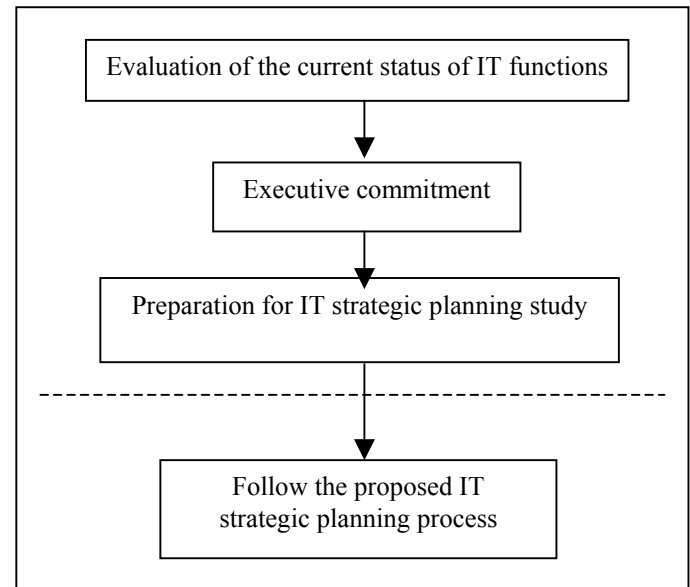 Evaluation of the current status of IT functions
Executive commitment
Preparation for IT strategic planning study
Follow the proposed IT
strategic planning process